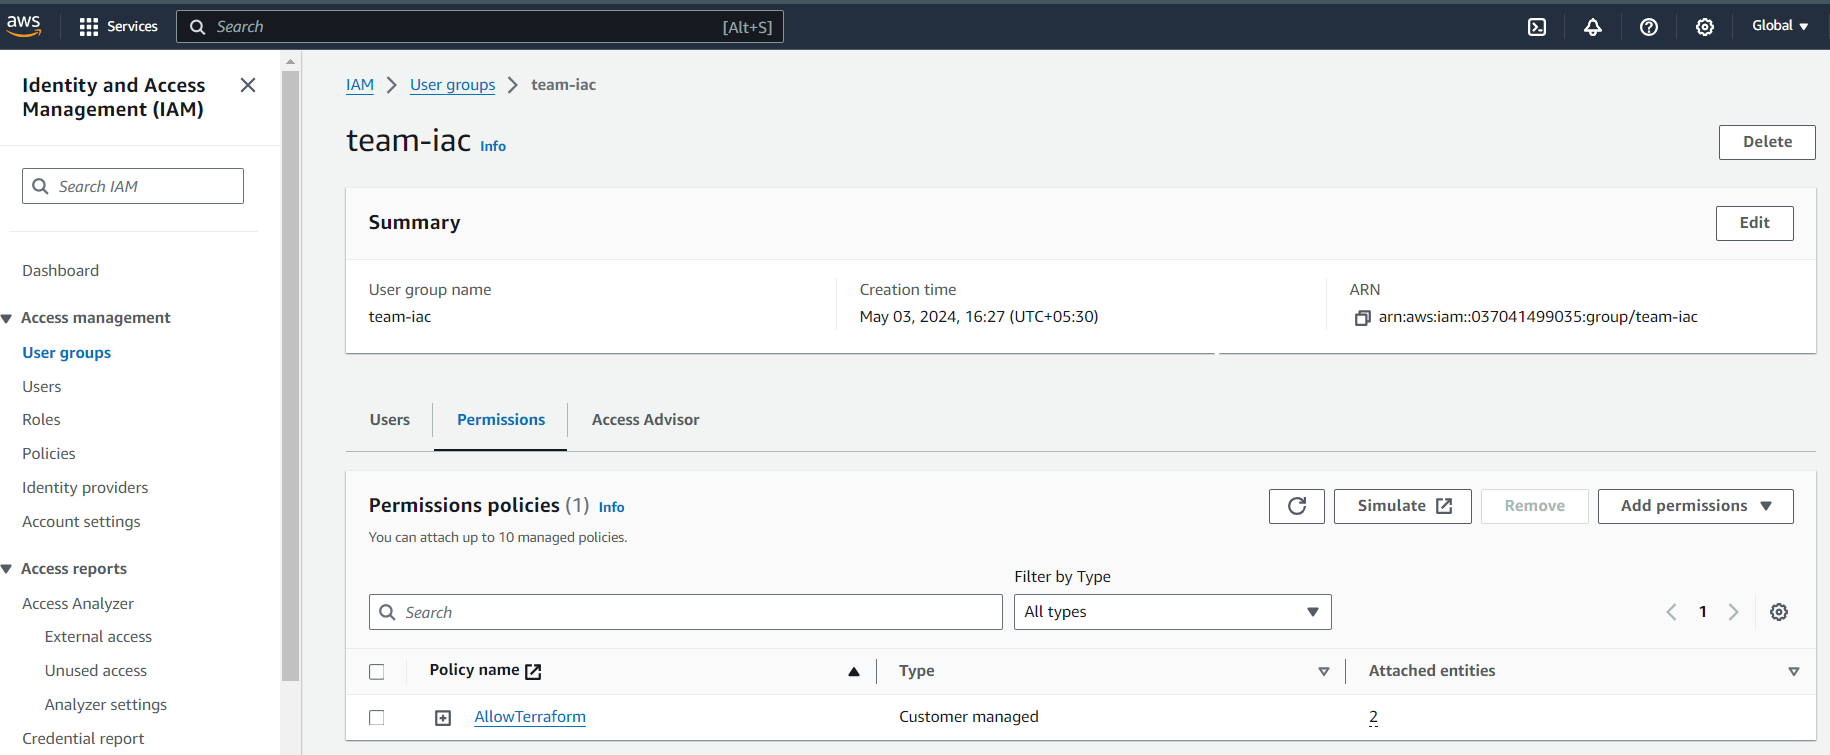 aws
Services
Search
[Alt+S]
Global
Identity and Access
Management (IAM)
Search IAM
Dashboard
Access management
User groups
Users
Roles
Policies
Identity providers
Account settings
Access reports
Access Analyzer
External access
Unused access
Analyzer settings
Credential report
IAM > User groups > team-iac
team-iac Info
Delete
Summary
Edit
User group name
team-iac
Creation time
May 03, 2024, 16:27 (UTC+05:30)
ARN
arn:aws:iam::037041499035:group/team-iac
Users
Permissions
Access Advisor
Permissions policies (1) Info
You can attach up to 10 managed policies.
Simulate
Remove
Add permissions
Filter by Type
Search
All types
1
Policy name
Type
Attached entities
AllowTerraform
Customer managed
2